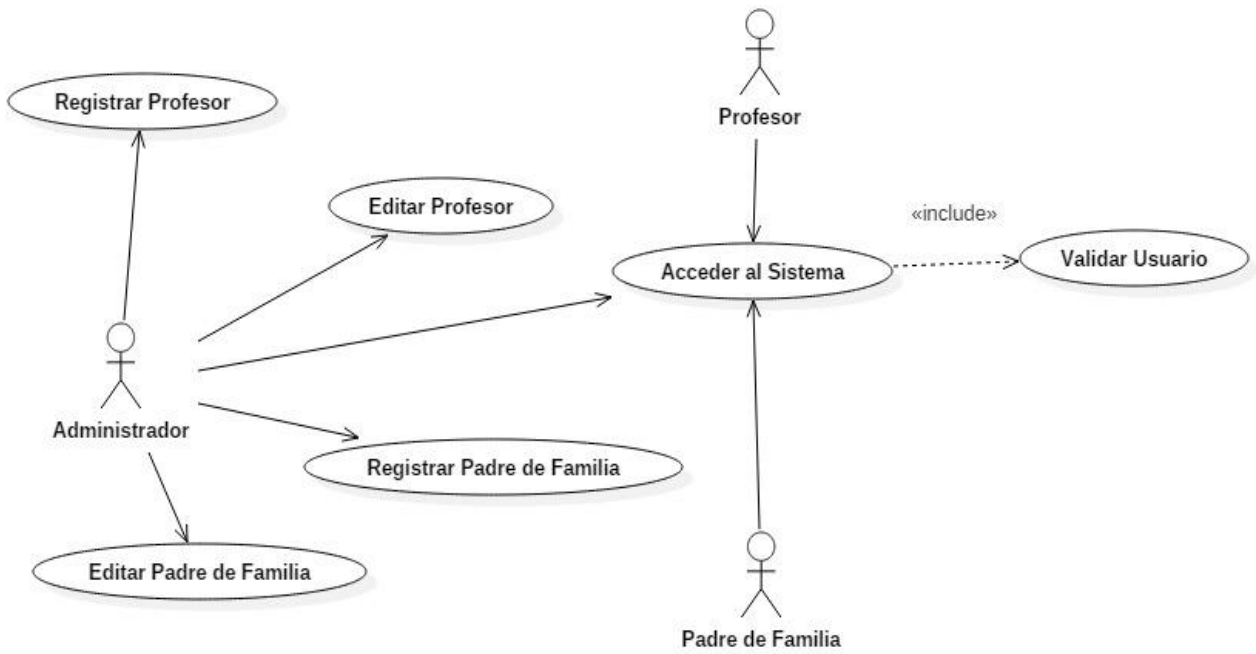 Profesor
Registrar Profesor
Editar Profesor
«include»
Acceder al Sistema
Validar Usuario
Administrador
Registrar Padre de Familia
Editar Padre de Familia
Padre de Familia